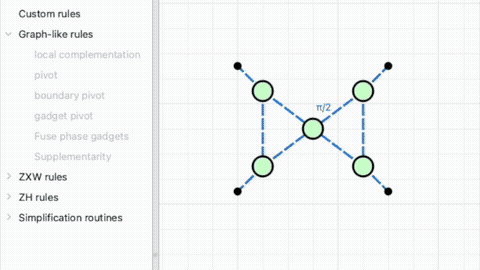 Custom rules
Graph-like rules
local complementation
pivot
boundary pivot
gadget pivot
Fuse phase gadgets
Supplementarity
ZXW rules
ZH rules
Simplification routines
π/2